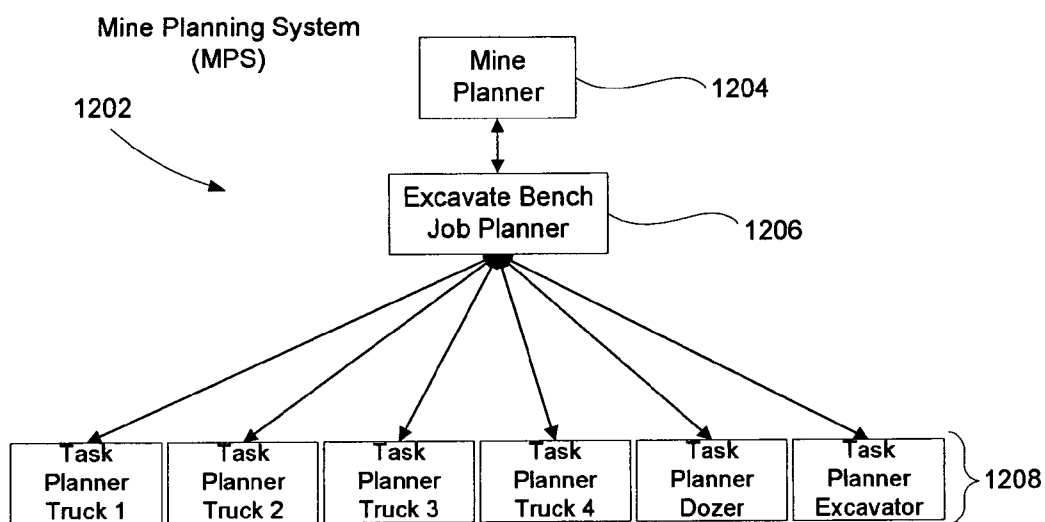 Mine Planning System
(MPS)
Mine
Planner
1204
1202
Excavate Bench
Job Planner
1206
Task
Planner
Truck 1
Task
Planner
Truck 2
Task
Planner
Truck 3
Task
Planner
Truck 4
Task
Planner
Dozer
Task
Planner
Excavator
1208